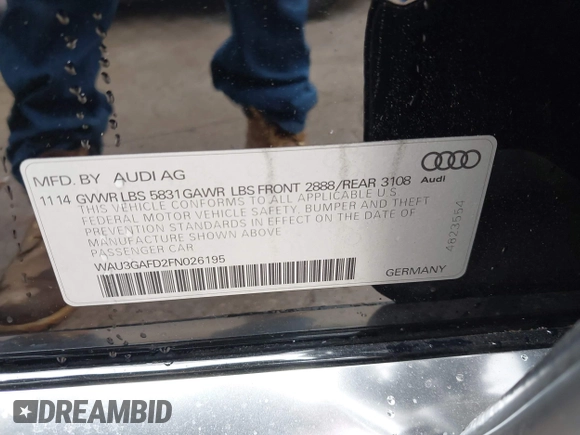 MFD. BY AUDI AG
11 14 GVWR LBS 5831 GAWR LBS FRONT 2888/REAR 3108
Audi
THIS VEHICLE CONFORMS TO ALL APPLICABLE U.S.
FEDERAL MOTOR VEHICLE SAFETY, BUMPER AND THEFT
PREVENTION STANDARDS IN EFFECT ON THE DATE OF
MANUFACTURE SHOWN ABOVE.
PASSENGER CAR
WAU3GAFD2FN026195
GERMANY
4823554
DREAMBID